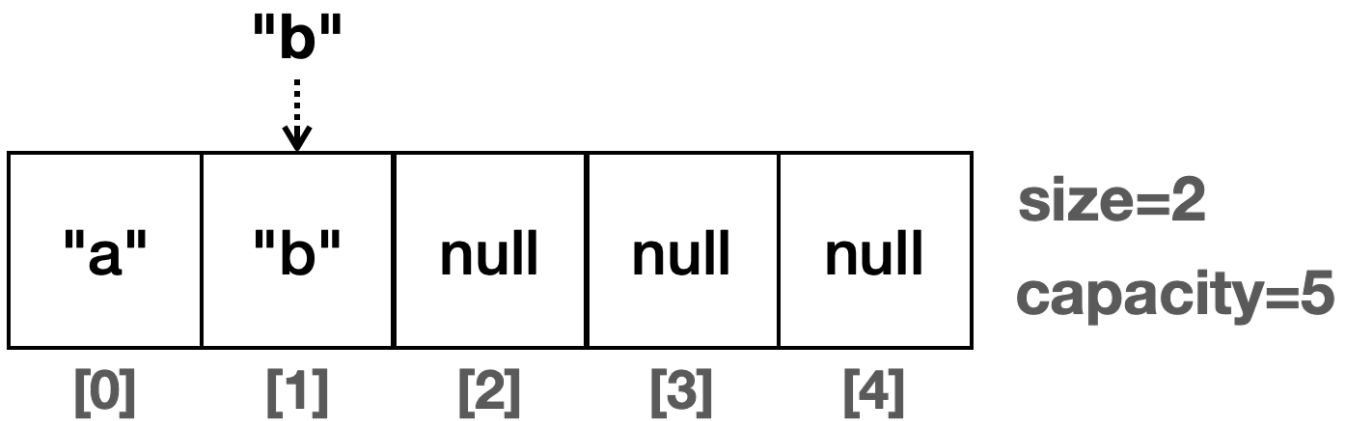 "b"
"a" "b" null null null
size=2
capacity=5
[0] [1] [2] [3] [4]